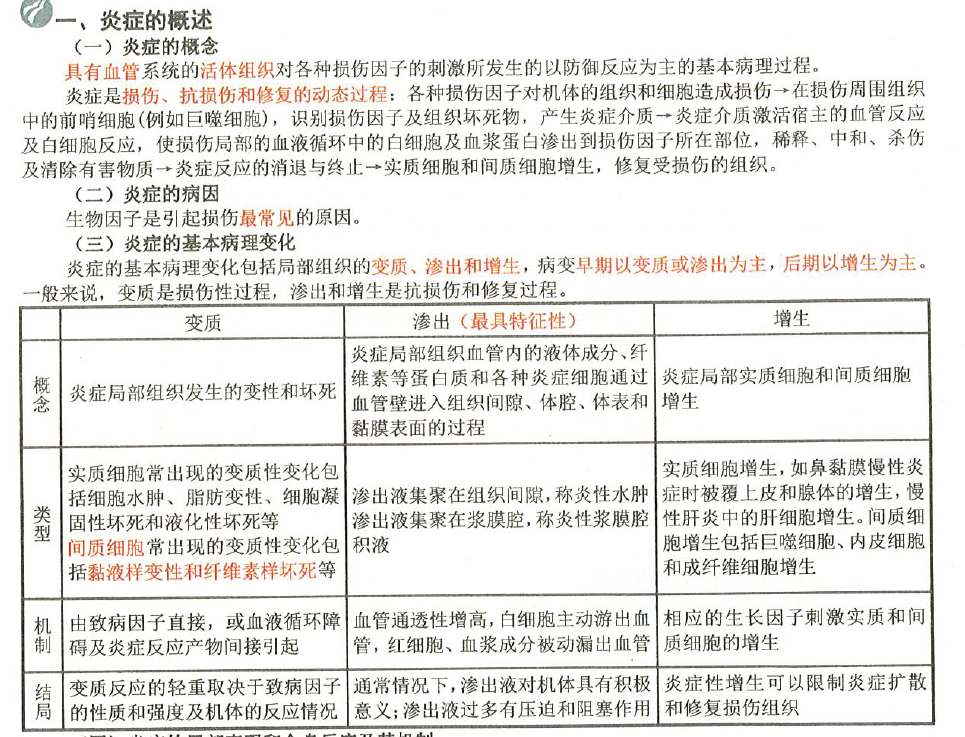 一、炎症的概述
（一）炎症的概念
具有血管系统的活体组织对各种损伤因子的刺激所发生的以防御反应为主的基本病理过程。
炎症是损伤、抗损伤和修复的动态过程：各种损伤因子对机体的组织和细胞造成损伤→在损伤周围组织
中的前哨细胞(例如巨噬细胞)，识别损伤因子及组织坏死物，产生炎症介质→炎症介质激活宿主的血管反应
及白细胞反应，使损伤局部的血液循环中的白细胞及血浆蛋白渗出到损伤因子所在部位，稀释、中和、杀伤
及清除有害物质→炎症反应的消退与终止→实质细胞和间质细胞增生，修复受损伤的组织。
（二）炎症的病因
生物因子是引起损伤最常见的原因。
（三）炎症的基本病理变化
炎症的基本病理变化包括局部组织的变质、渗出和增生，病变早期以变质或渗出为主，后期以增生为主。
一般来说，变质是损伤性过程，渗出和增生是抗损伤和修复过程。
变质
渗出（最具特征性）
增生
概念
炎症局部组织发生的变性和坏死
炎症局部组织血管内的液体成分、纤
维素等蛋白质和各种炎症细胞通过
血管壁进入组织间隙、体腔、体表和
黏膜表面的过程
炎症局部实质细胞和间质细胞
增生
类型
实质细胞常出现的变质性变化包
括细胞水肿、脂肪变性、细胞凝
固性坏死和液化性坏死等
间质细胞常出现的变质性变化包
括黏液样变性和纤维素样坏死等
渗出液集聚在组织间隙，称炎性水肿
渗出液集聚在浆膜腔，称炎性浆膜腔
积液
实质细胞增生，如鼻黏膜慢性炎
症时被覆上皮和腺体的增生，慢
性肝炎中的肝细胞增生。间质细
胞增生包括巨噬细胞、内皮细胞
和成纤维细胞增生
机制
由致病因子直接，或血液循环障
碍及炎症反应产物间接引起
血管通透性增高，白细胞主动游出血
管，红细胞、血浆成分被动漏出血管
相应的生长因子刺激实质和间
质细胞的增生
结局
变质反应的轻重取决于致病因子
的性质和强度及机体的反应情况
通常情况下，渗出液对机体具有积极
意义；渗出液过多有压迫和阻塞作用
炎症性增生可以限制炎症扩散
和修复损伤组织